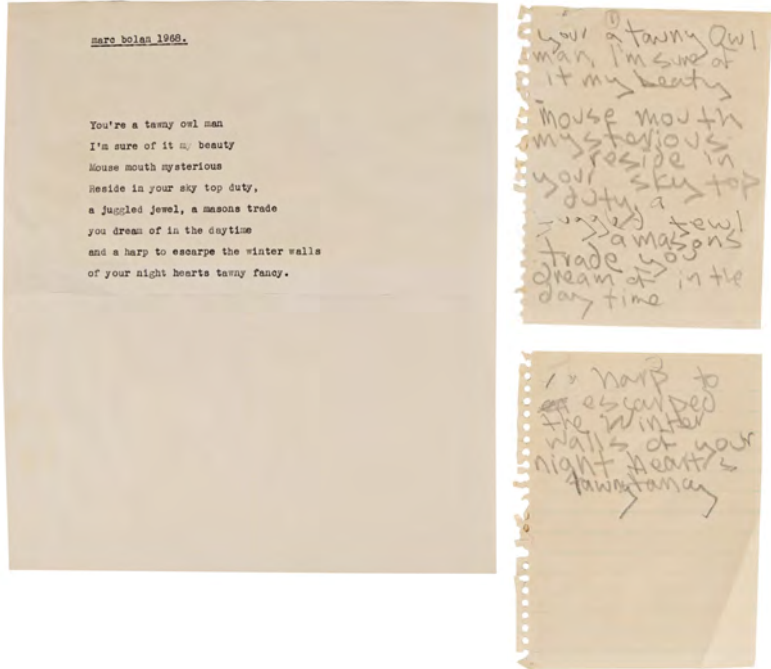 marc bolan 1968.
You're a tawny owl man
I'm sure of it my beauty
Mouse mouth mysterious
Reside in your sky top duty,
a juggled jewel, a masons trade
you dream of in the daytime
and a harp to escarpe the winter walls
of your night hearts tawny fancy.
your a tawny Owl
man, I'm sure of
it my beaty
mouse mouth
mysterious
reside in
your sky top
duty, a
juggled jewl
a masons
trade you
dream of in the
day time
harp to
escarped
the winter
walls of your
night Hearts
tawny fancy